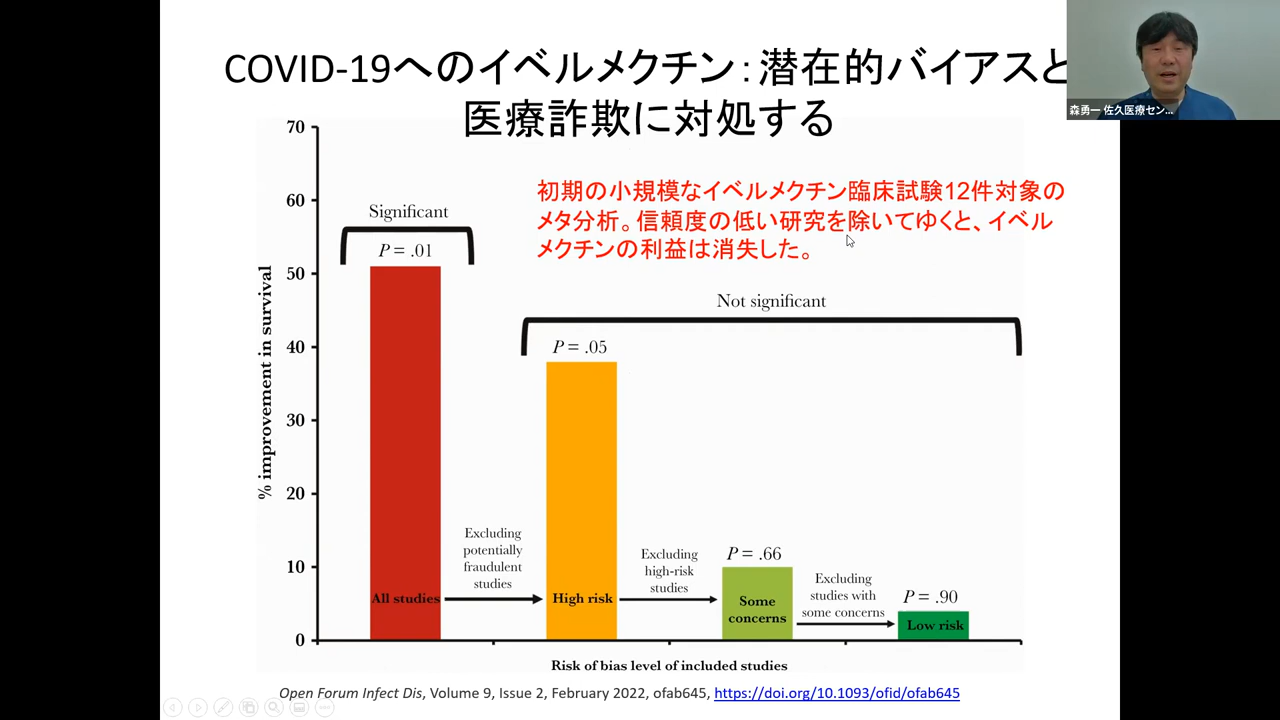 COVID-19へのイベルメクチン：潜在的バイアスと
医療詐欺に対処する
森勇一 佐久医療セン...
初期の小規模なイベルメクチン臨床試験12件対象の
メタ分析。信頼度の低い研究を除いてゆくと、イベル
メクチンの利益は消失した。
% improvement in survival
70
60
50
40
30
20
10
0
Significant
P = .01
Not significant
P = .05
P = .66
P = .90
All studies
Excluding
potentially
fraudulent
studies
High risk
Excluding
high-risk
studies
Some
concerns
Excluding
studies with
some concerns
Low risk
Risk of bias level of included studies
Open Forum Infect Dis, Volume 9, Issue 2, February 2022, ofab645, https://doi.org/10.1093/ofid/ofab645